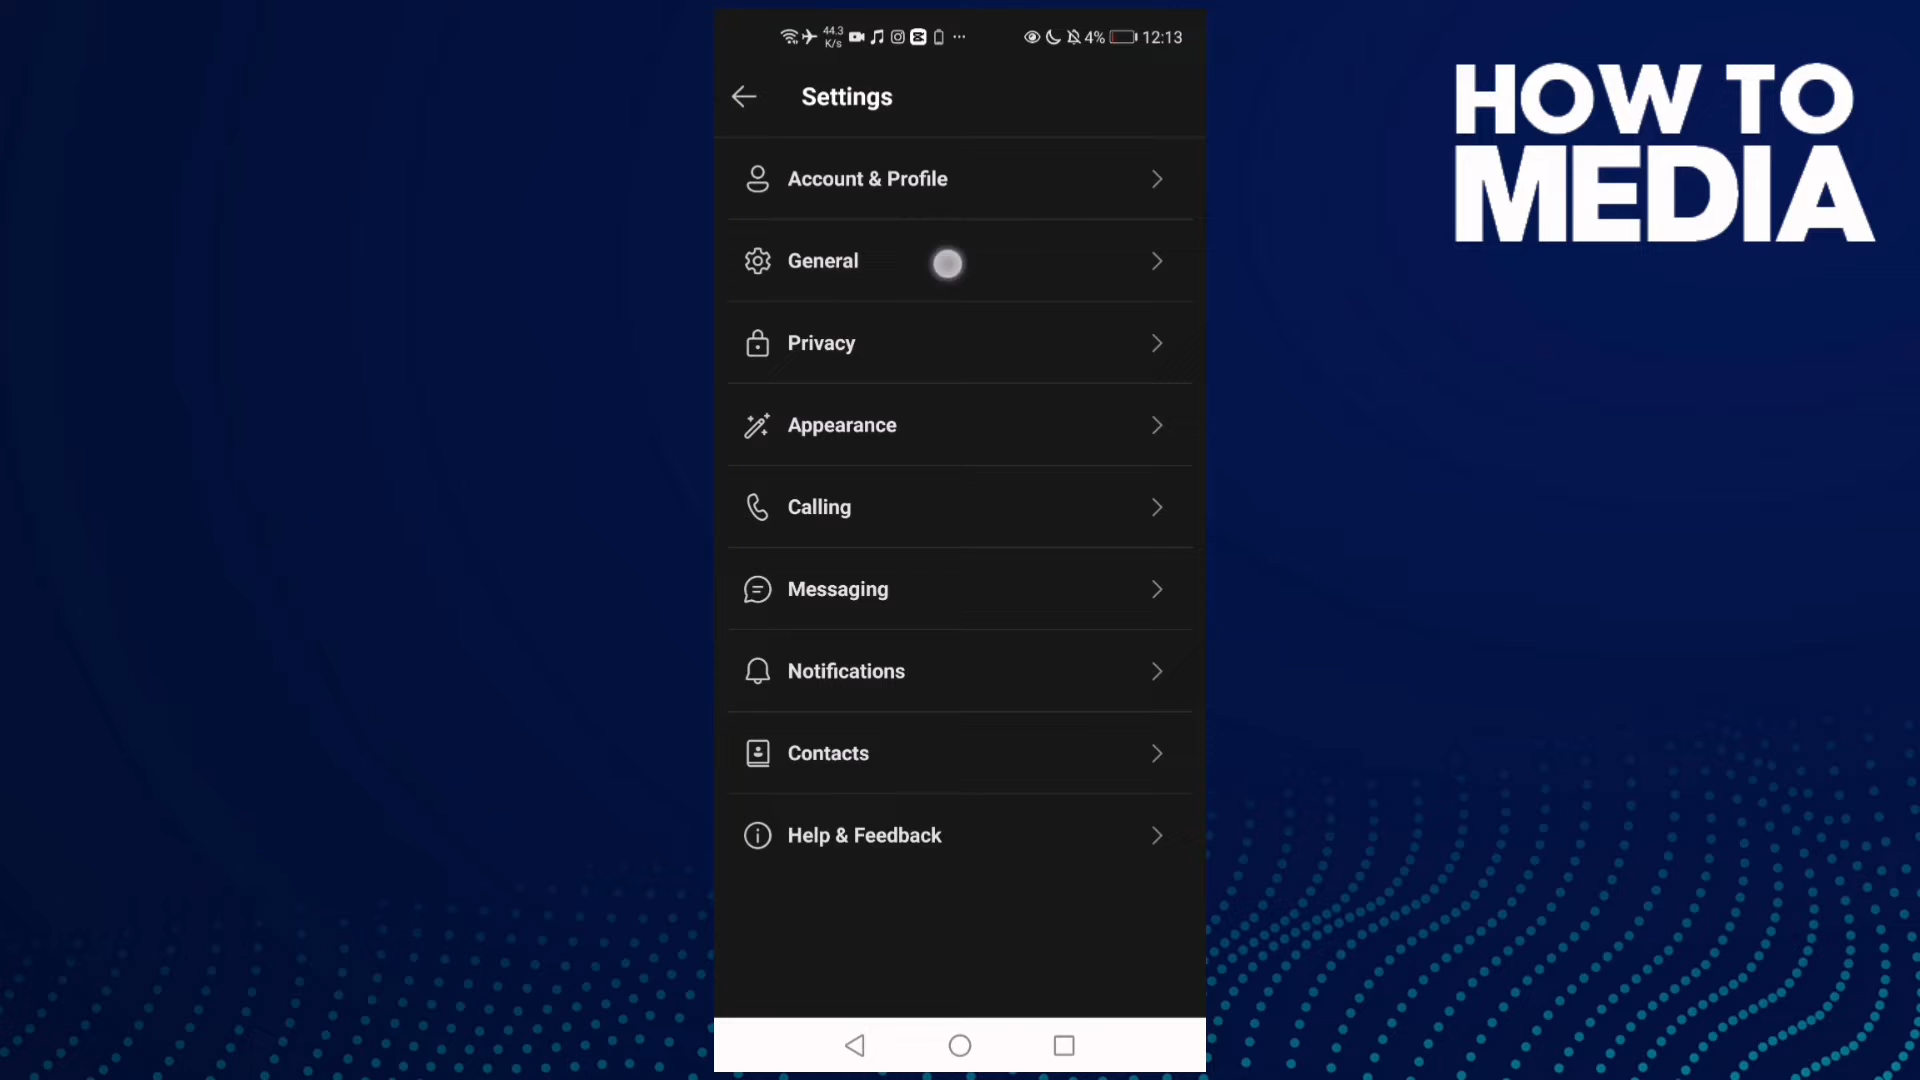 44.3
K/s
4%
12:13
Settings
Account & Profile
General
Privacy
Appearance
Calling
Messaging
Notifications
Contacts
Help & Feedback
HOW TO
MEDIA